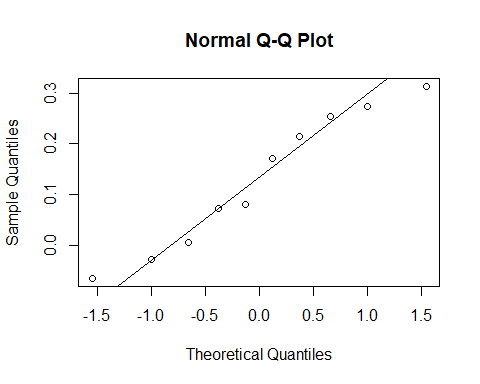 Normal Q-Q Plot
Sample Quantiles
0.3
0.2
0.1
0.0
-1.5 -1.0 -0.5 0.0 0.5 1.0 1.5
Theoretical Quantiles